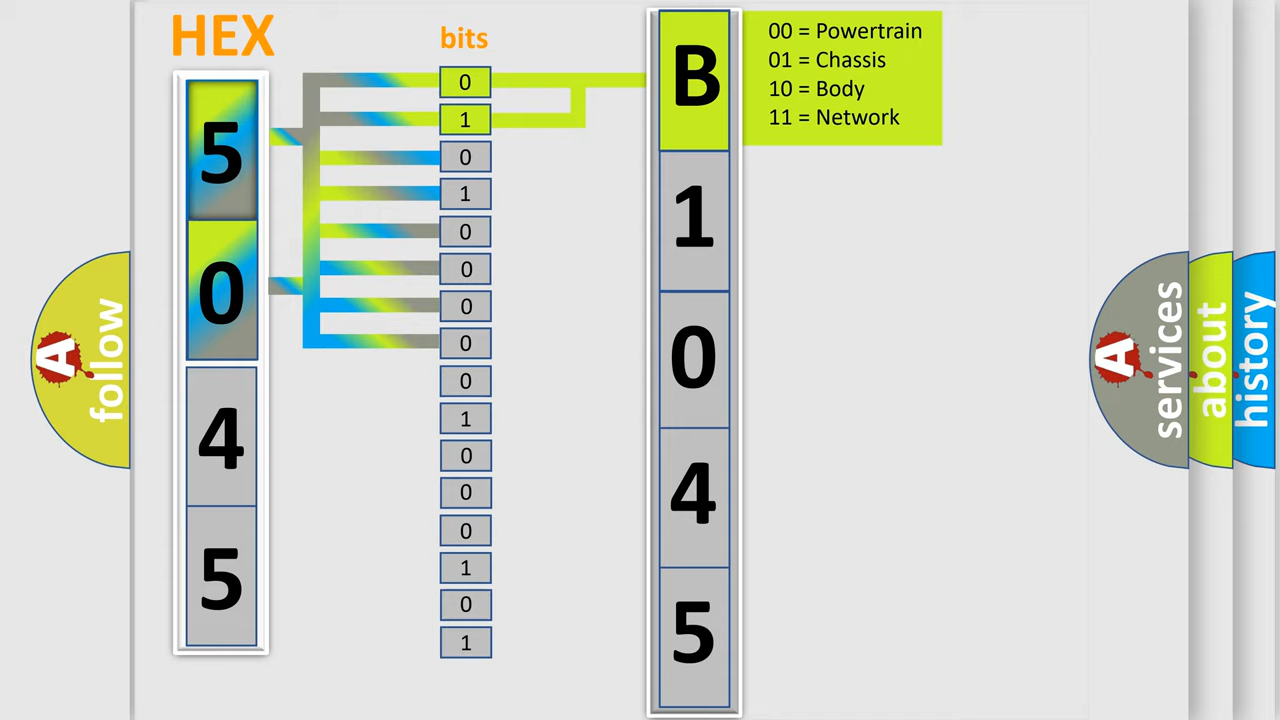 HEX
bits
5
0
4
5
0
1
0
1
0
0
0
0
0
1
0
0
0
1
0
1
B
1
0
4
5
00 = Powertrain
01 = Chassis
10 = Body
11 = Network
A
follow
A
services
about
history